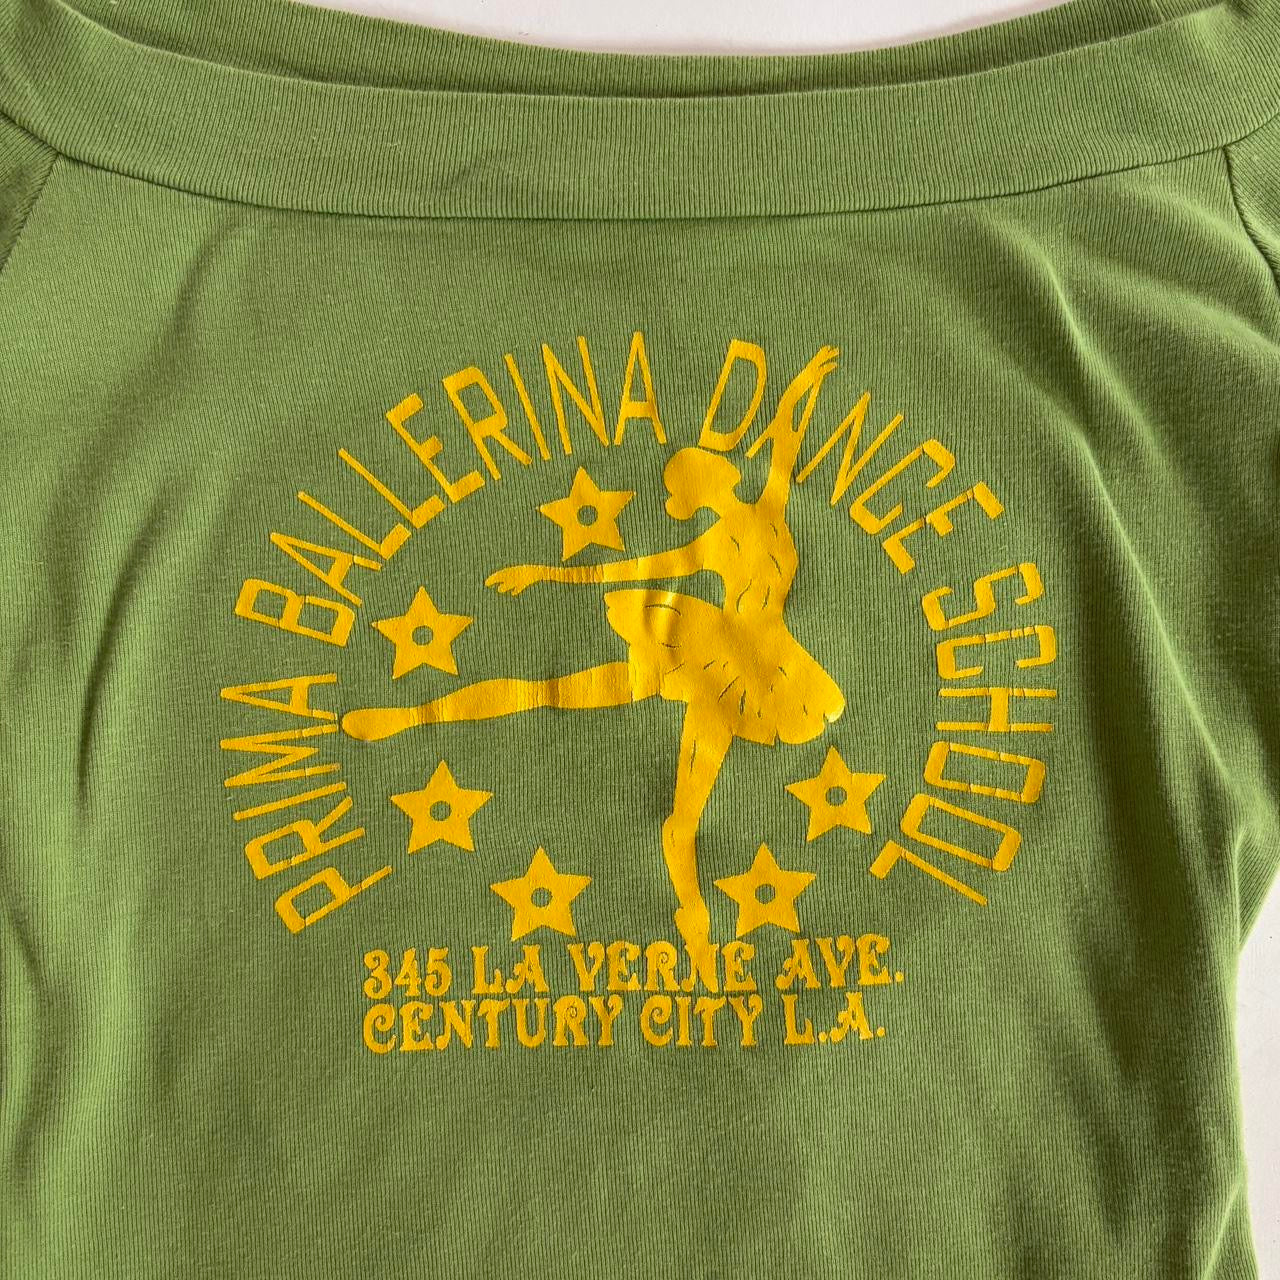 PRIMA BALLERINA DANCE SCHOOL
345 LA VERNE AVE.
CENTURY CITY L.A.